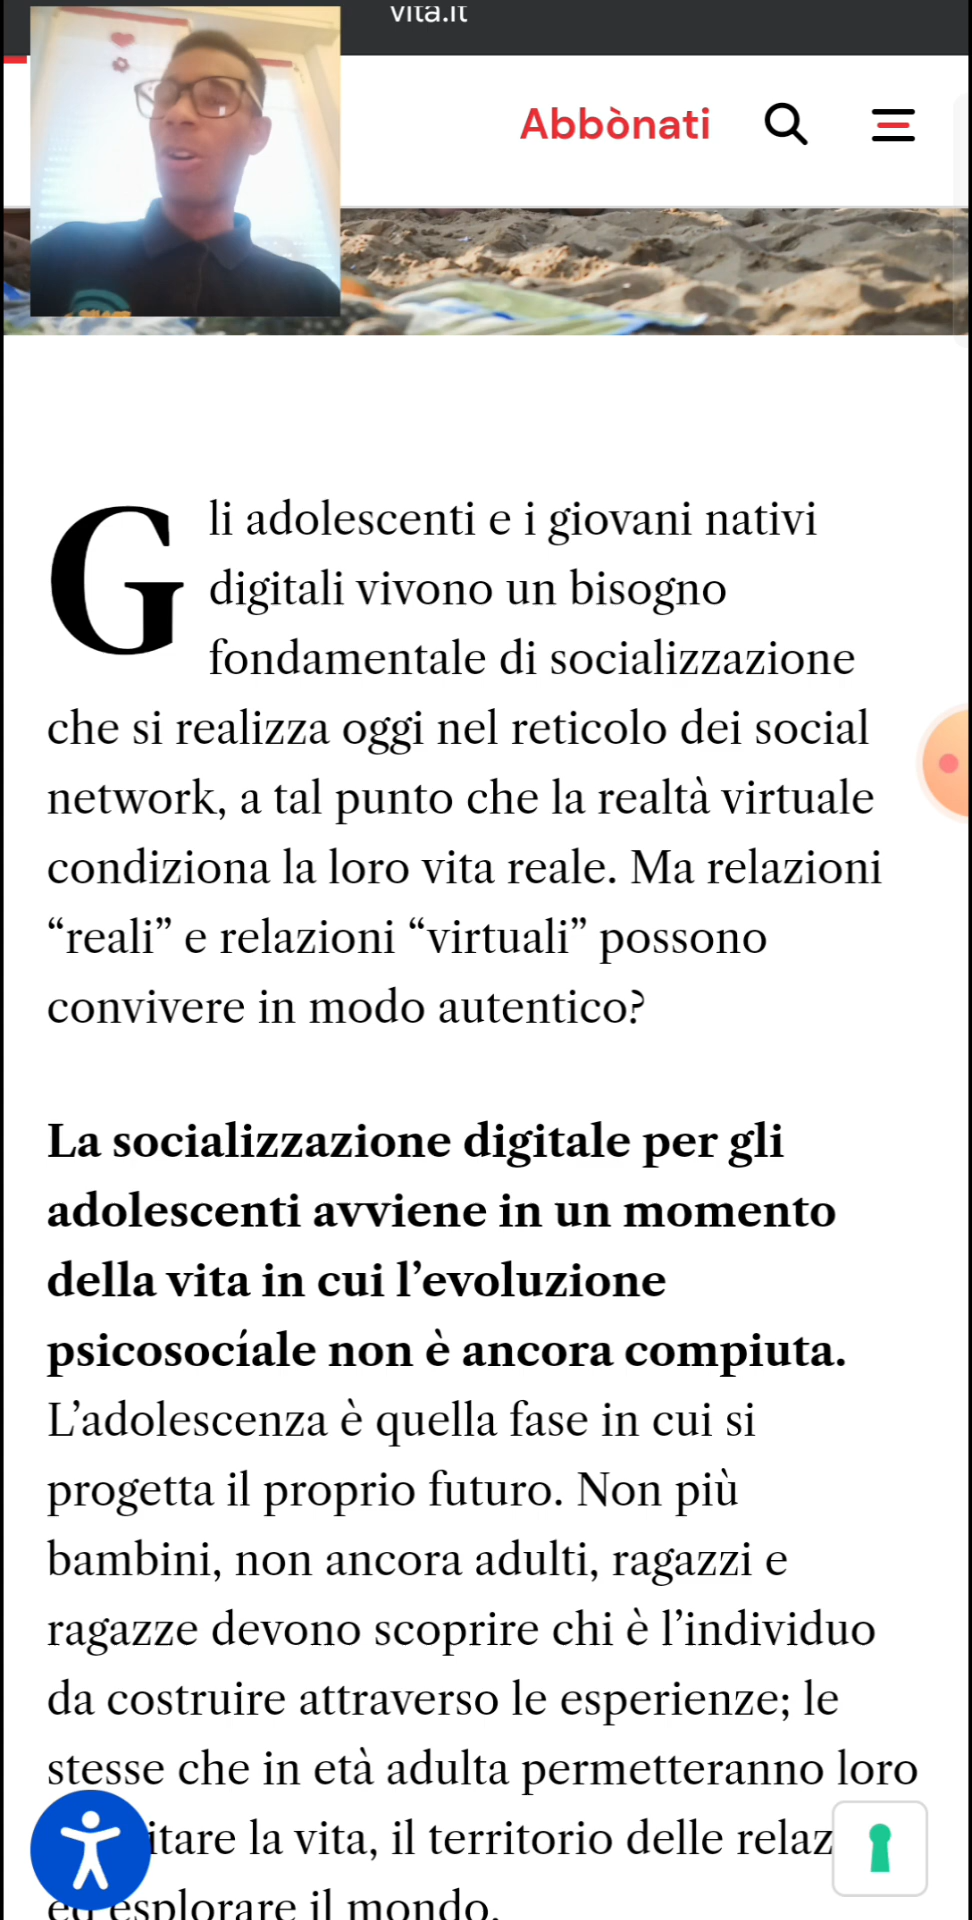 vita.it
Abbònati
Gli adolescenti e i giovani nativi
digitali vivono un bisogno
fondamentale di socializzazione
che si realizza oggi nel reticolo dei social
network, a tal punto che la realtà virtuale
condiziona la loro vita reale. Ma relazioni
“reali” e relazioni “virtuali” possono
convivere in modo autentico?
La socializzazione digitale per gli
adolescenti avviene in un momento
della vita in cui l’evoluzione
psicosocíale non è ancora compiuta.
L’adolescenza è quella fase in cui si
progetta il proprio futuro. Non più
bambini, non ancora adulti, ragazzi e
ragazze devono scoprire chi è l’individuo
da costruire attraverso le esperienze; le
stesse che in età adulta permetteranno loro
la vita, il territorio delle
ed esplorare il mondo.